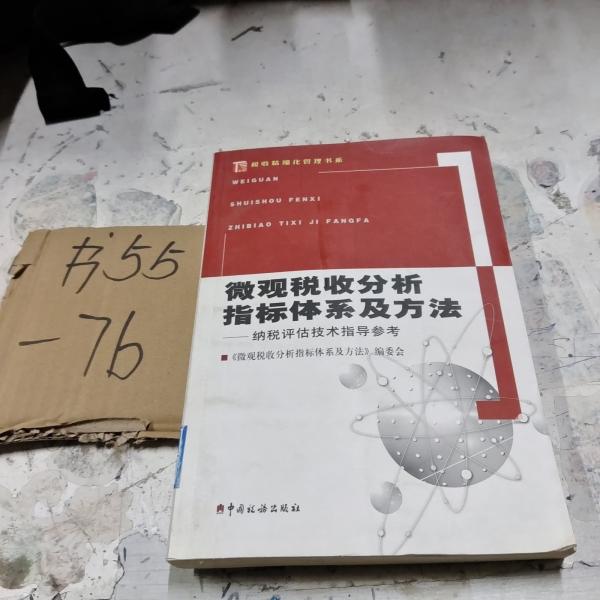 书55
-76
税收精细化管理书系
WEIGUAN
SHUISHOU FENXI
ZHIBIAO TIXI JI FANGFA
微观税收分析
指标体系及方法
——纳税评估技术指导参考
■《微观税收分析指标体系及方法》编委会
中国税务出版社